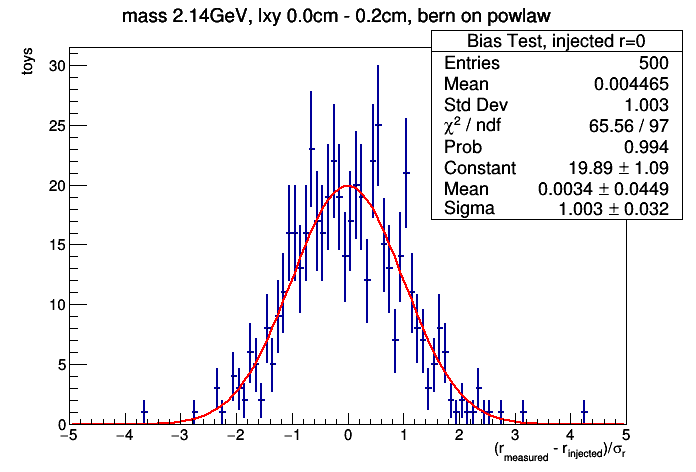 mass 2.14GeV, lxy 0.0cm - 0.2cm, bern on powlaw
toys
Bias Test, injected r=0
Entries 500
Mean 0.004465
Std Dev 1.003
χ² / ndf 65.56 / 97
Prob 0.994
Constant 19.89 ± 1.09
Mean 0.0034 ± 0.0449
Sigma 1.003 ± 0.032
30
25
20
15
10
5
0
−5 −4 −3 −2 −1 0 1 2 3 4 5
(r_measured - r_injected)/σ_r